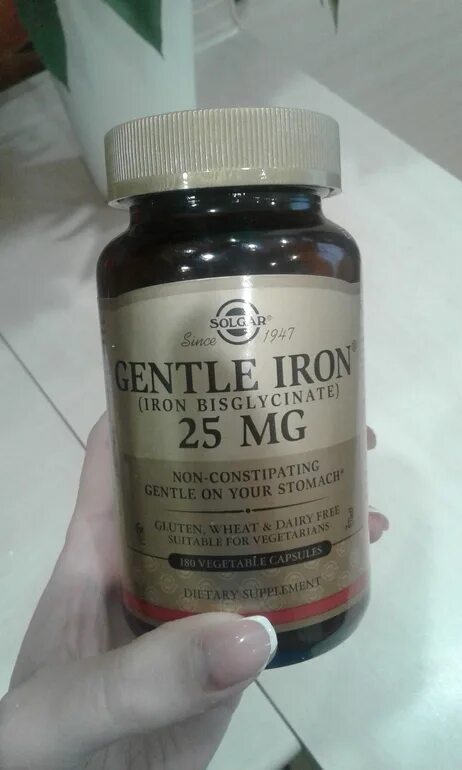 SOLGAR®
Since 1947
GENTLE IRON®
(IRON BISGLYCINATE)
25 MG
NON-CONSTIPATING
GENTLE ON YOUR STOMACH*
GLUTEN, WHEAT & DAIRY FREE
SUITABLE FOR VEGETARIANS
180 VEGETABLE CAPSULES
DIETARY SUPPLEMENT